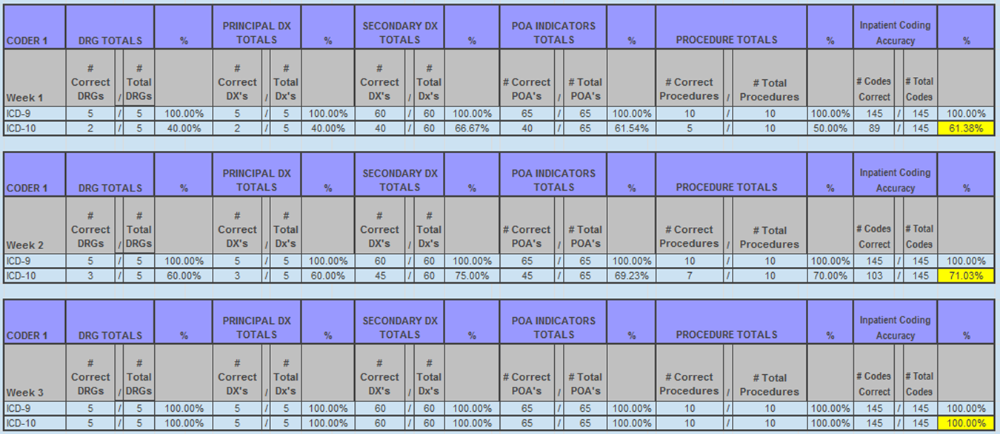 PRINCIPAL DX SECONDARY DX POA INDICATORS Inpatient Coding
CODER 1 DRG TOTALS % TOTALS % TOTALS % TOTALS % PROCEDURE TOTALS % Accuracy %
# # # # # #
Correct Total Correct Total Correct Total # Correct # Total # Correct # Total # Codes # Total
Week 1 DRGs / DRGs DX's / Dx's DX's / Dx's POA's / POA's Procedures / Procedures Correct Codes
ICD-9 5 / 5 100.00% 5 / 5 100.00% 60 / 60 100.00% 65 / 65 100.00% 10 / 10 100.00% 145 / 145 100.00%
ICD-10 2 / 5 40.00% 2 / 5 40.00% 40 / 60 66.67% 40 / 65 61.54% 5 / 10 50.00% 89 / 145 61.38%
PRINCIPAL DX SECONDARY DX POA INDICATORS Inpatient Coding
CODER 1 DRG TOTALS % TOTALS % TOTALS % TOTALS % PROCEDURE TOTALS % Accuracy %
# # # # # #
Correct Total Correct Total Correct Total # Correct # Total # Correct # Total # Codes # Total
Week 2 DRGs / DRGs DX's / Dx's DX's / Dx's POA's / POA's Procedures / Procedures Correct Codes
ICD-9 5 / 5 100.00% 5 / 5 100.00% 60 / 60 100.00% 65 / 65 100.00% 10 / 10 100.00% 145 / 145 100.00%
ICD-10 3 / 5 60.00% 3 / 5 60.00% 45 / 60 75.00% 45 / 65 69.23% 7 / 10 70.00% 103 / 145 71.03%
PRINCIPAL DX SECONDARY DX POA INDICATORS Inpatient Coding
CODER 1 DRG TOTALS % TOTALS % TOTALS % TOTALS % PROCEDURE TOTALS % Accuracy %
# # # # # #
Correct Total Correct Total Correct Total # Correct # Total # Correct # Total # Codes # Total
Week 3 DRGs / DRGs DX's / Dx's DX's / Dx's POA's / POA's Procedures / Procedures Correct Codes
ICD-9 5 / 5 100.00% 5 / 5 100.00% 60 / 60 100.00% 65 / 65 100.00% 10 / 10 100.00% 145 / 145 100.00%
ICD-10 5 / 5 100.00% 5 / 5 100.00% 60 / 60 100.00% 65 / 65 100.00% 10 / 10 100.00% 145 / 145 100.00%